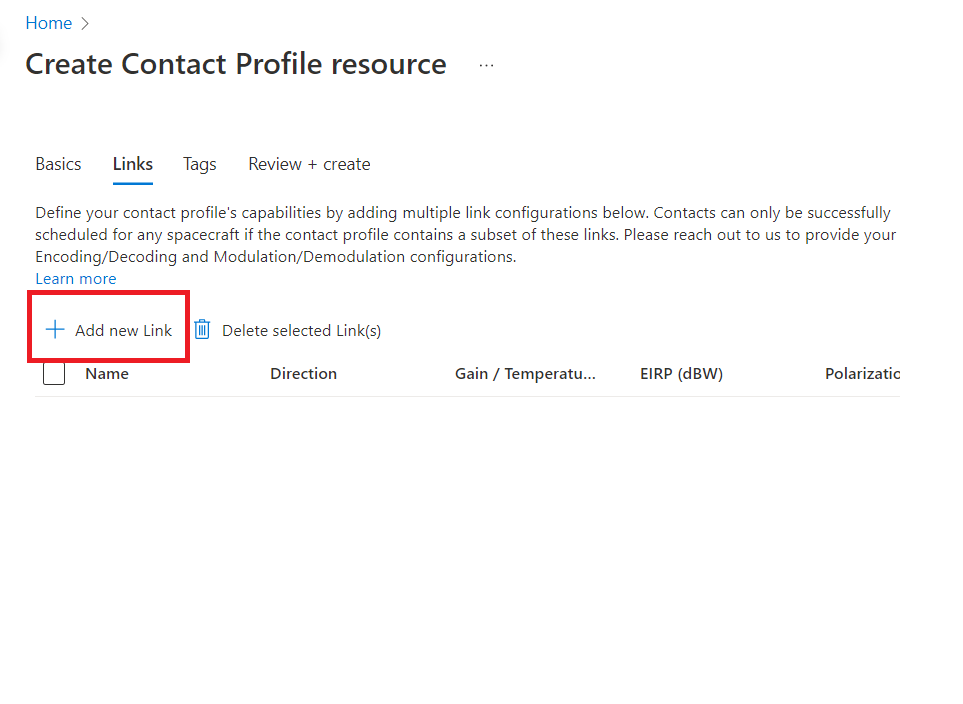 Home
Create Contact Profile resource ...
Basics Links Tags Review + create
Define your contact profile's capabilities by adding multiple link configurations below. Contacts can only be successfully
scheduled for any spacecraft if the contact profile contains a subset of these links. Please reach out to us to provide your
Encoding/Decoding and Modulation/Demodulation configurations.
Learn more
Add new Link Delete selected Link(s)
Name Direction Gain / Temperatu... EIRP (dBW) Polarizatio